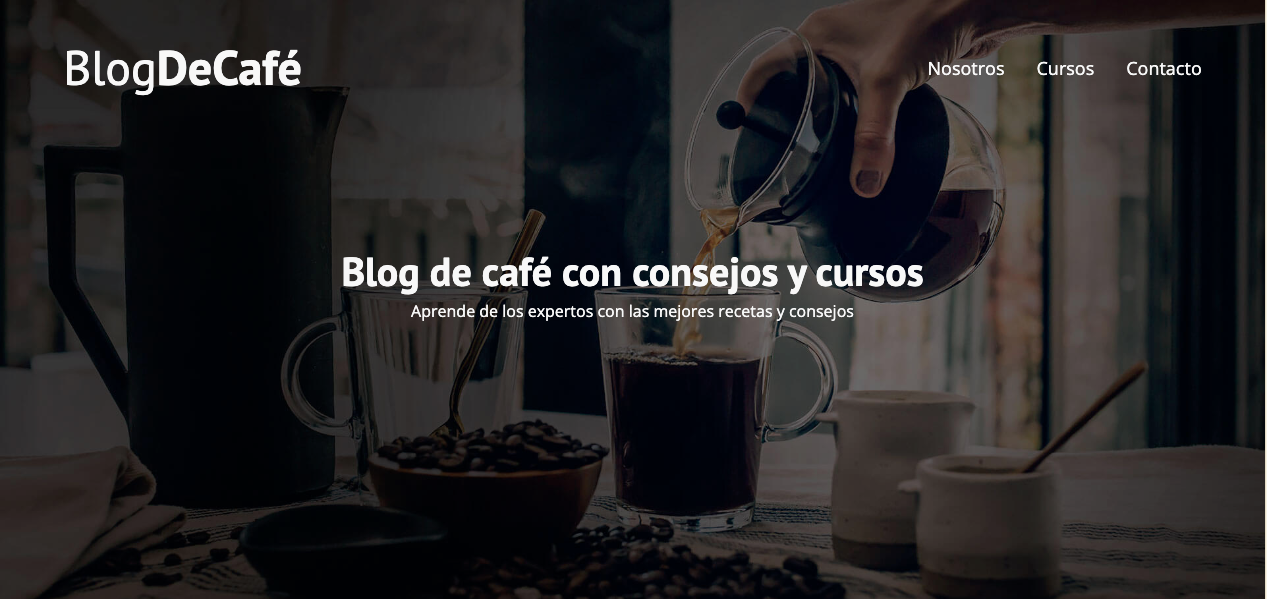 BlogDeCafé
Nosotros Cursos Contacto
Blog de café con consejos y cursos
Aprende de los expertos con las mejores recetas y consejos